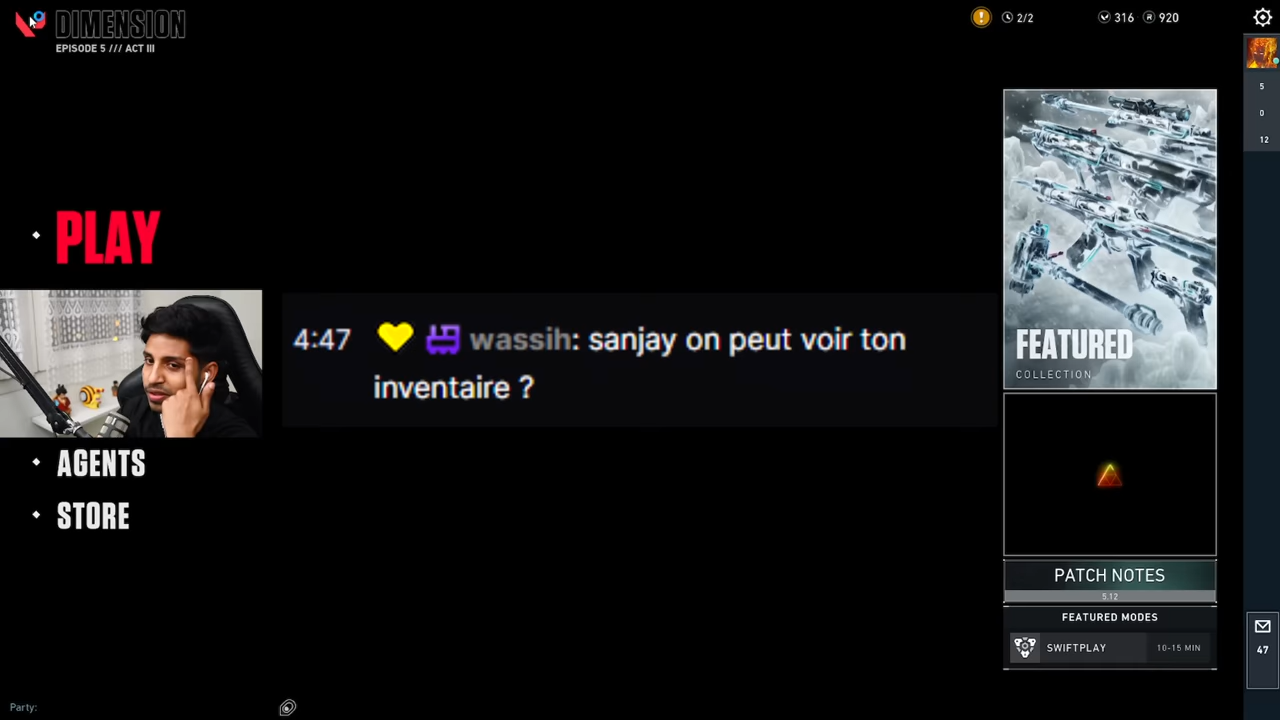 DIMENSION
EPISODE 5 /// ACT III
2/2
316
920
5
0
12
PLAY
4:47 wassih: sanjay on peut voir ton
inventaire ?
AGENTS
STORE
FEATURED
COLLECTION
PATCH NOTES
5.12
FEATURED MODES
SWIFTPLAY
10-15 MIN
47
Party: